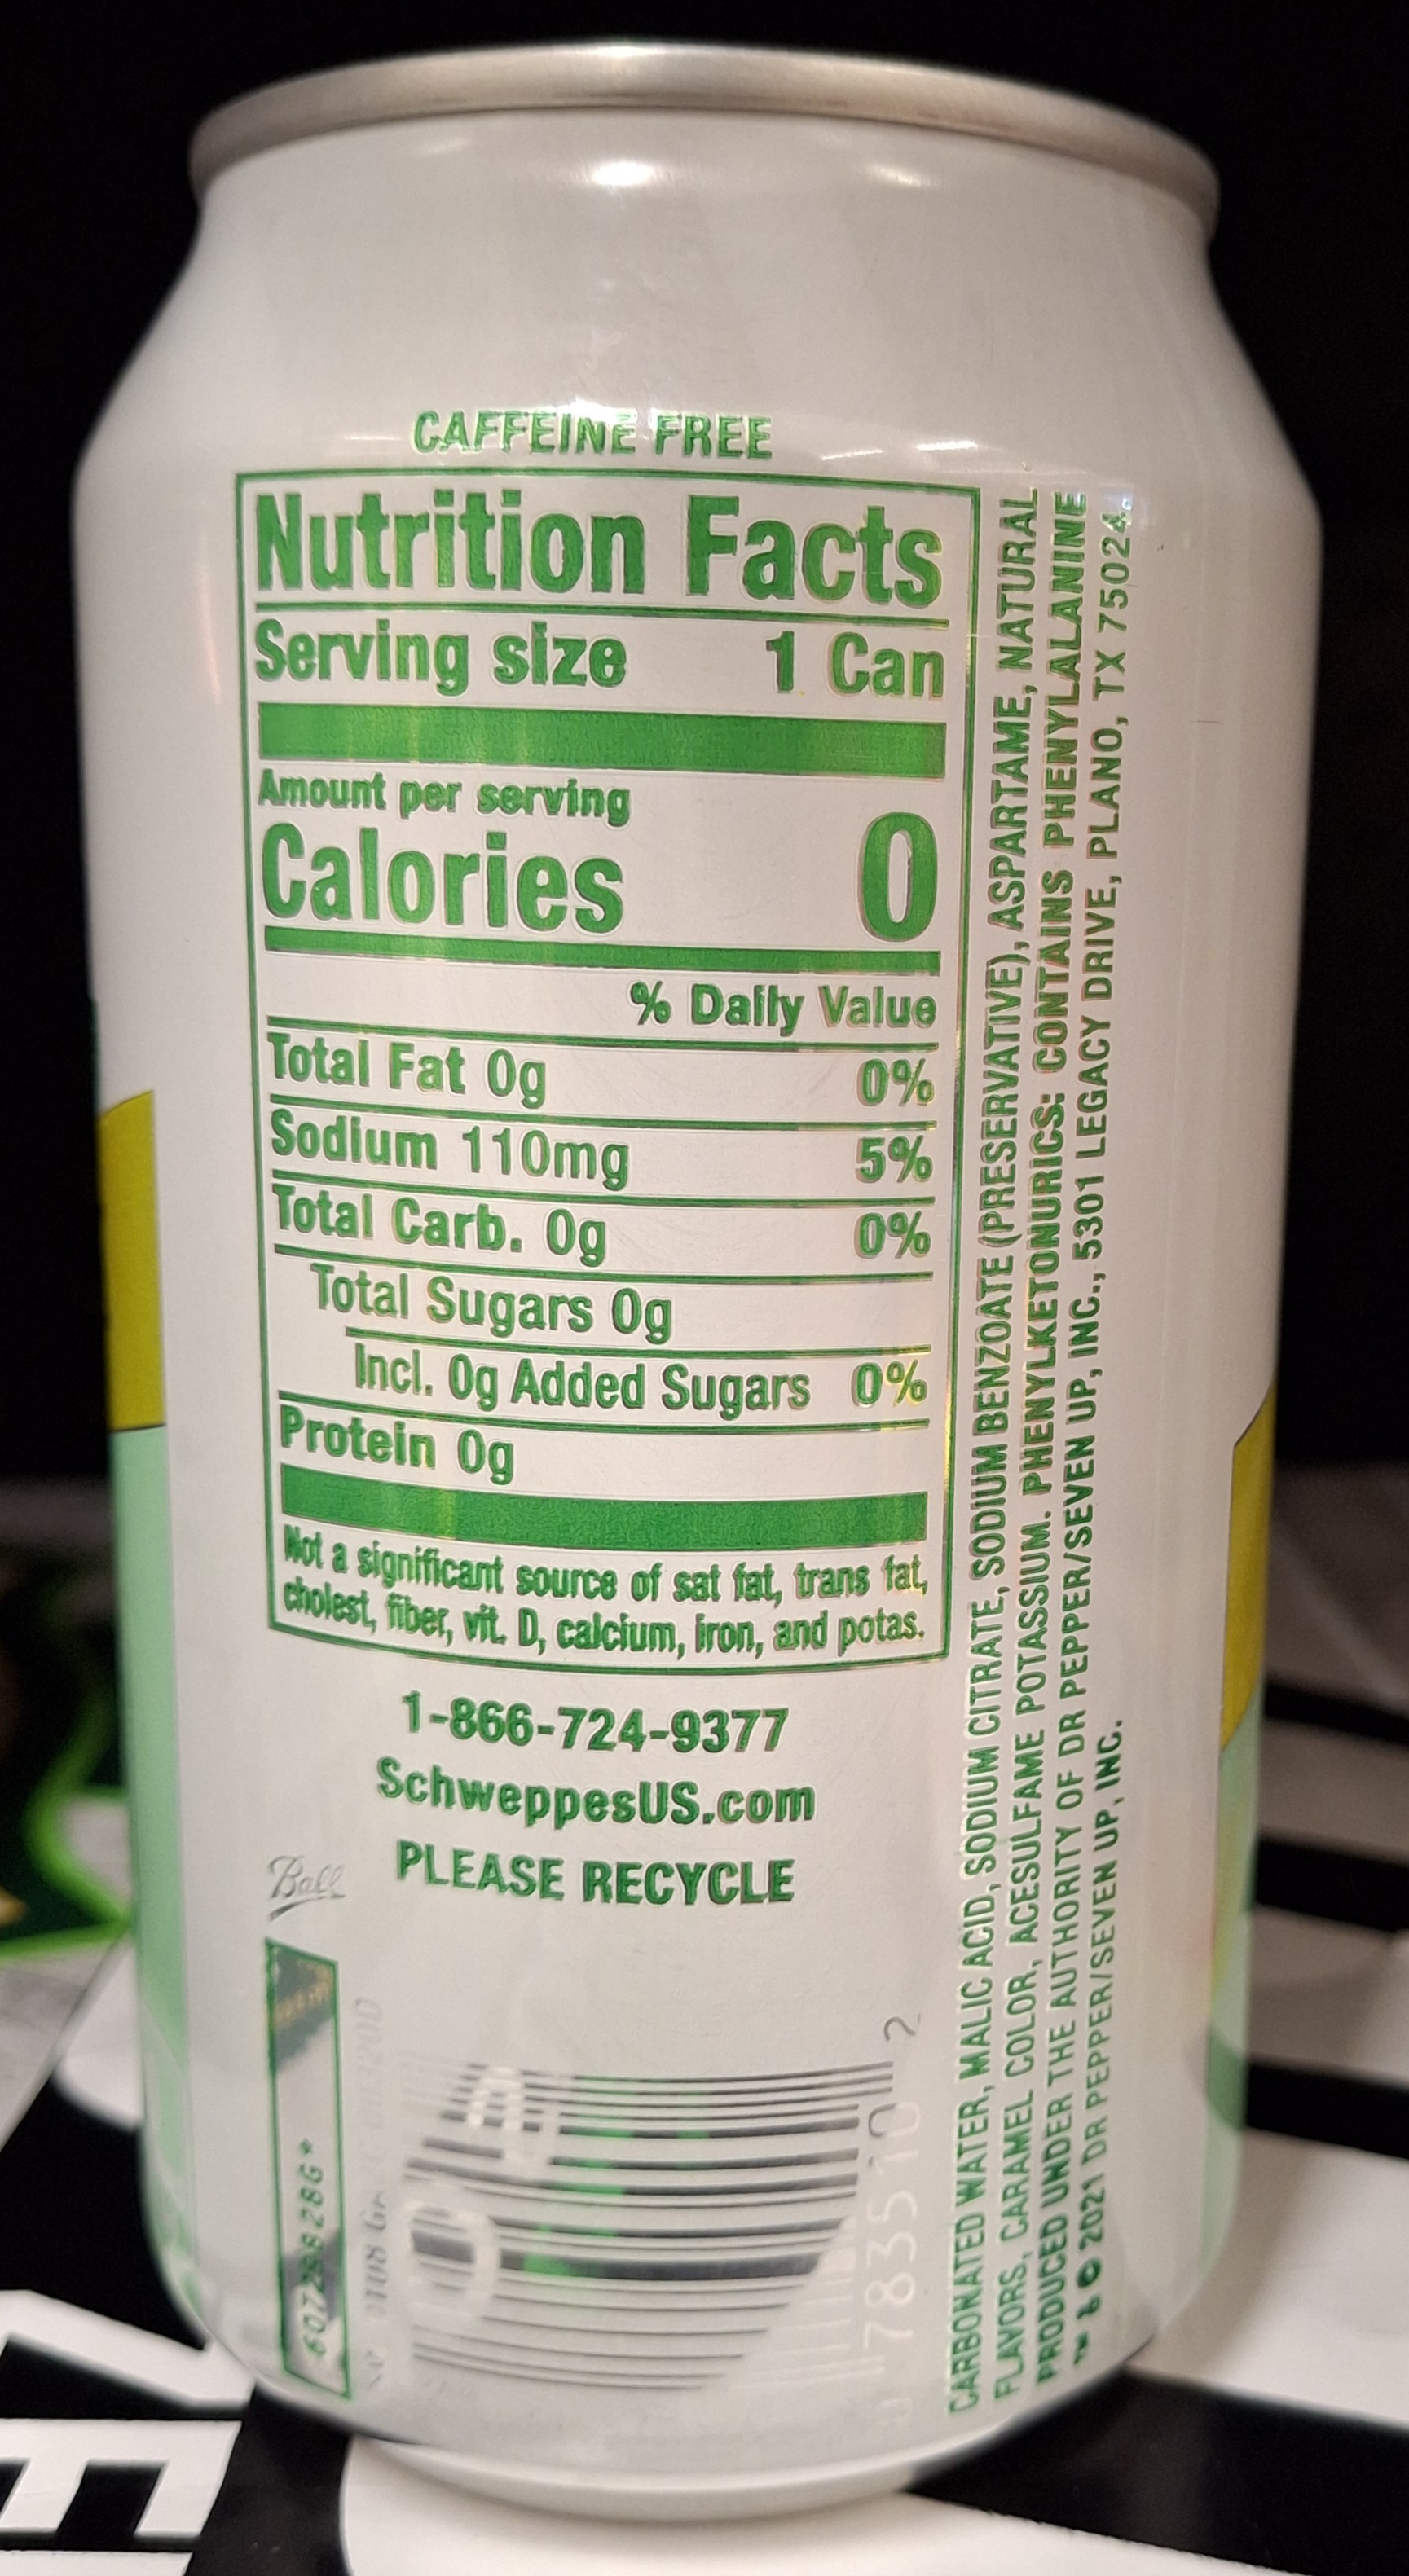 CAFFEINE FREE
Nutrition Facts
Serving size 1 Can
Amount per serving
Calories 0
% Daily Value
Total Fat 0g 0%
Sodium 110mg 5%
Total Carb. 0g 0%
Total Sugars 0g
Incl. 0g Added Sugars 0%
Protein 0g
Not a significant source of sat fat, trans fat,
cholest, fiber, vit. D, calcium, iron, and potas.
1-866-724-9377
SchweppesUS.com
PLEASE RECYCLE
Ball
60729828G*
78355 10 2
CARBONATED WATER, MALIC ACID, SODIUM CITRATE, SODIUM BENZOATE (PRESERVATIVE), ASPARTAME, NATURAL
FLAVORS, CARAMEL COLOR, ACESULFAME POTASSIUM. PHENYLKETONURICS: CONTAINS PHENYLALANINE
PRODUCED UNDER THE AUTHORITY OF DR PEPPER/SEVEN UP, INC., 5301 LEGACY DRIVE, PLANO, TX 75024.
™ & © 2021 DR PEPPER/SEVEN UP, INC.